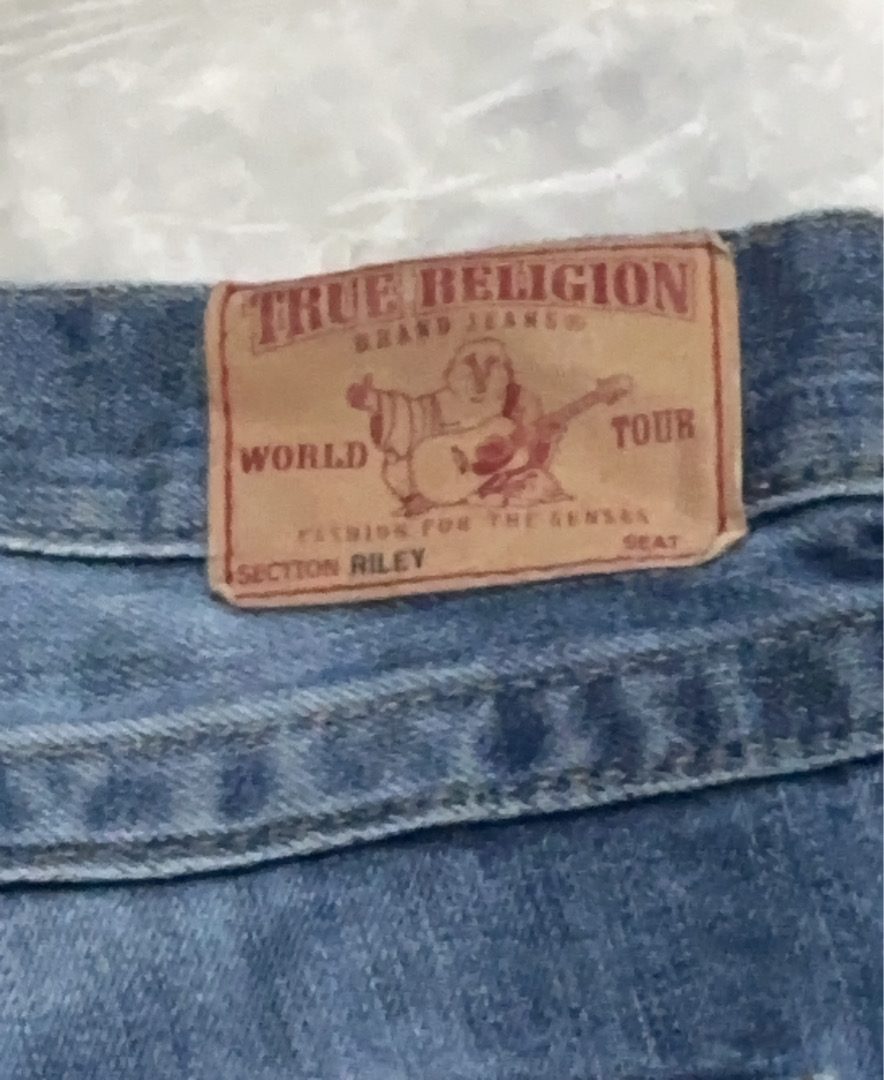 TRUE RELIGION
BRAND JEANS®
WORLD TOUR
FASHION FOR THE SENSES
SEAT
SECTION RILEY